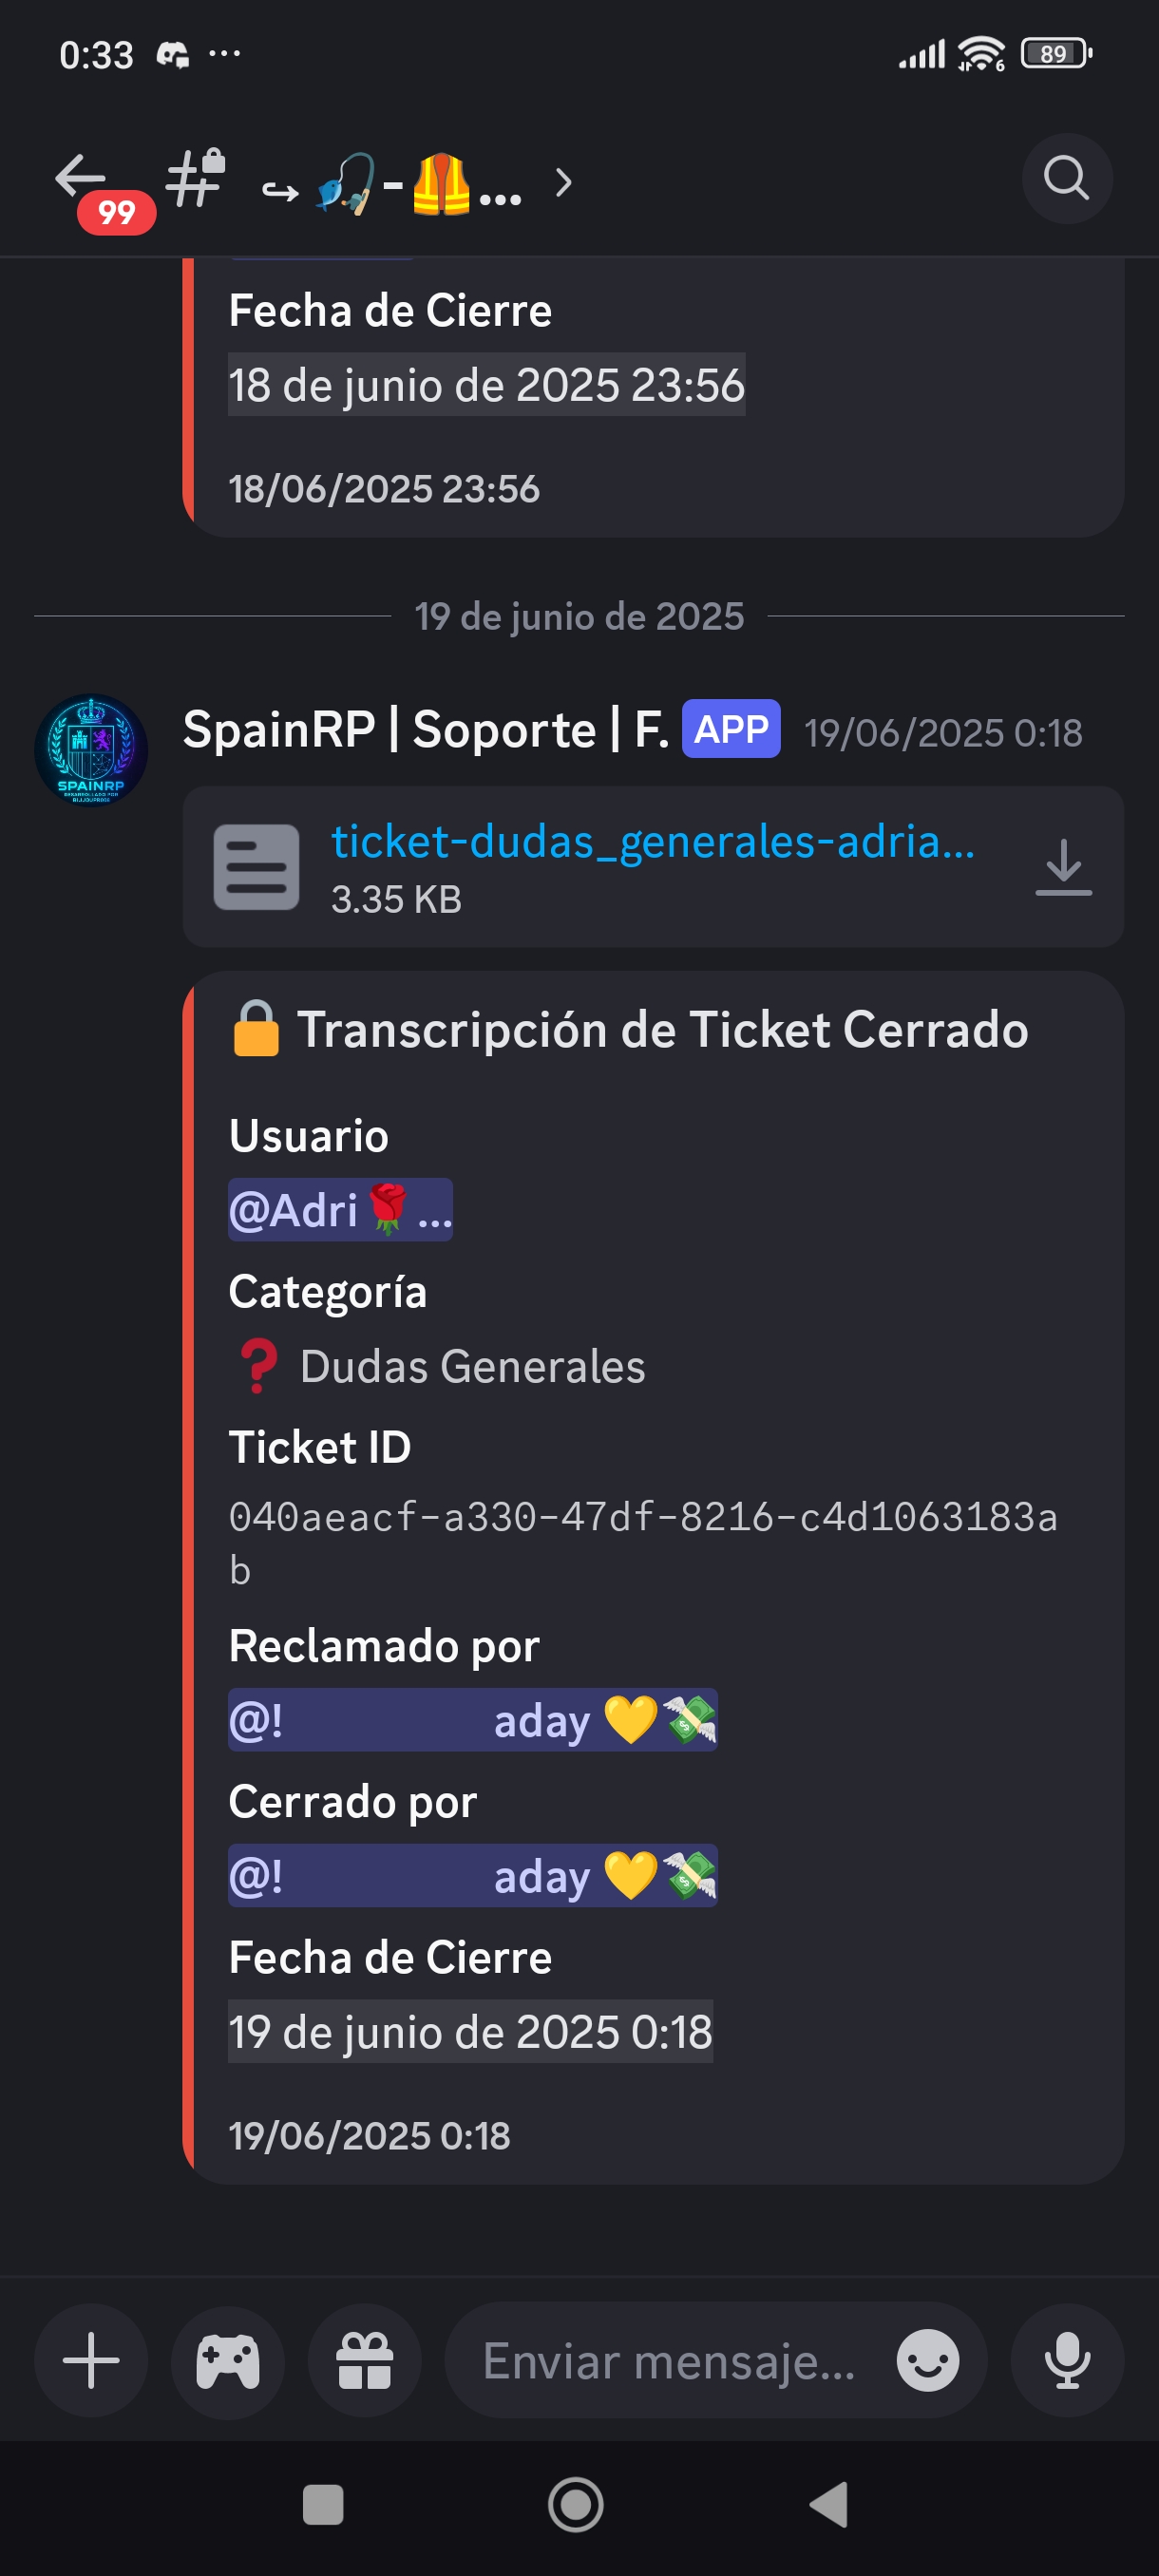 0:33
89
99
Fecha de Cierre
18 de junio de 2025 23:56
18/06/2025 23:56
19 de junio de 2025
SpainRP | Soporte | F. APP 19/06/2025 0:18
SPAINRP
ticket-dudas_generales-adria...
3.35 KB
🔒 Transcripción de Ticket Cerrado
Usuario
@Adri🌹...
Categoría
❓ Dudas Generales
Ticket ID
040aeacf-a330-47df-8216-c4d1063183a
b
Reclamado por
@! aday 💛💸
Cerrado por
@! aday 💛💸
Fecha de Cierre
19 de junio de 2025 0:18
19/06/2025 0:18
Enviar mensaje...